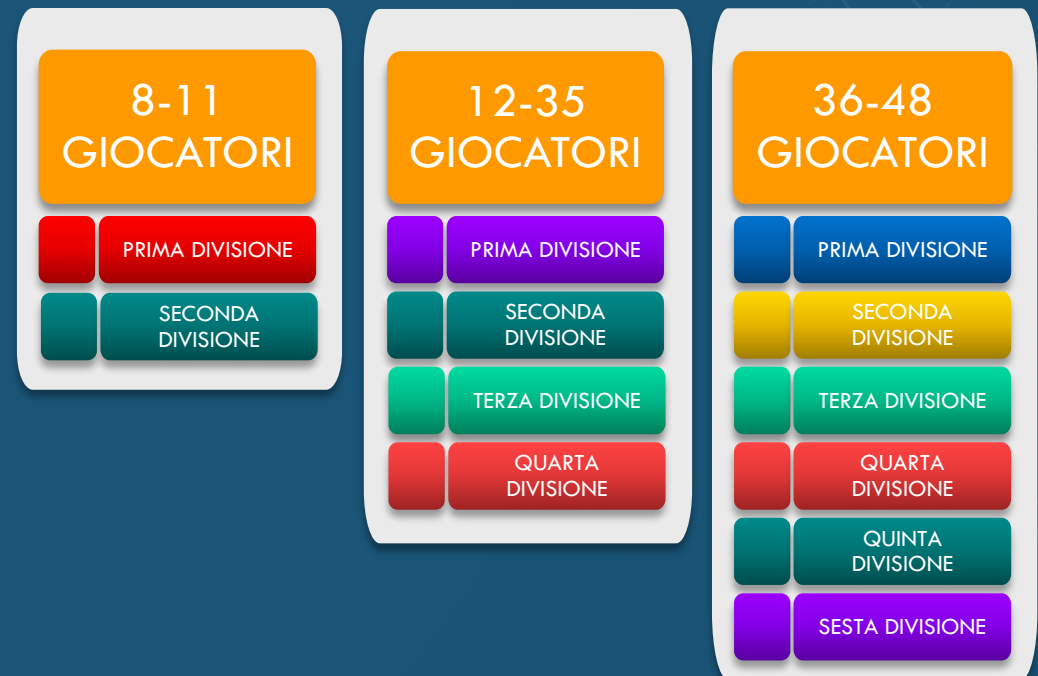 8-11
GIOCATORI
PRIMA DIVISIONE
SECONDA
DIVISIONE
12-35
GIOCATORI
PRIMA DIVISIONE
SECONDA
DIVISIONE
TERZA DIVISIONE
QUARTA
DIVISIONE
36-48
GIOCATORI
PRIMA DIVISIONE
SECONDA
DIVISIONE
TERZA DIVISIONE
QUARTA
DIVISIONE
QUINTA
DIVISIONE
SESTA DIVISIONE